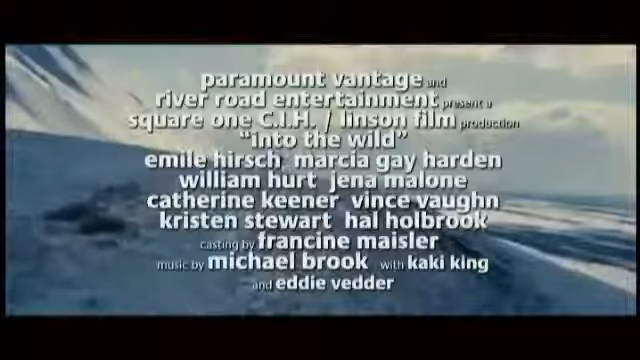 paramount vantage and
river road entertainment present a
square one C.I.H. / linson film production
"into the wild"
emile hirsch marcia gay harden
william hurt jena malone
catherine keener vince vaughn
kristen stewart hal holbrook
casting by francine maisler
music by michael brook with kaki king
and eddie vedder